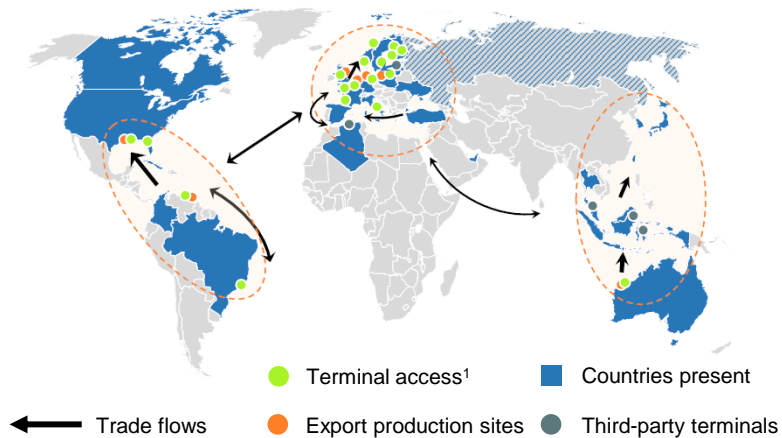 Terminal access¹
Countries present
Trade flows
Export production sites
Third-party terminals